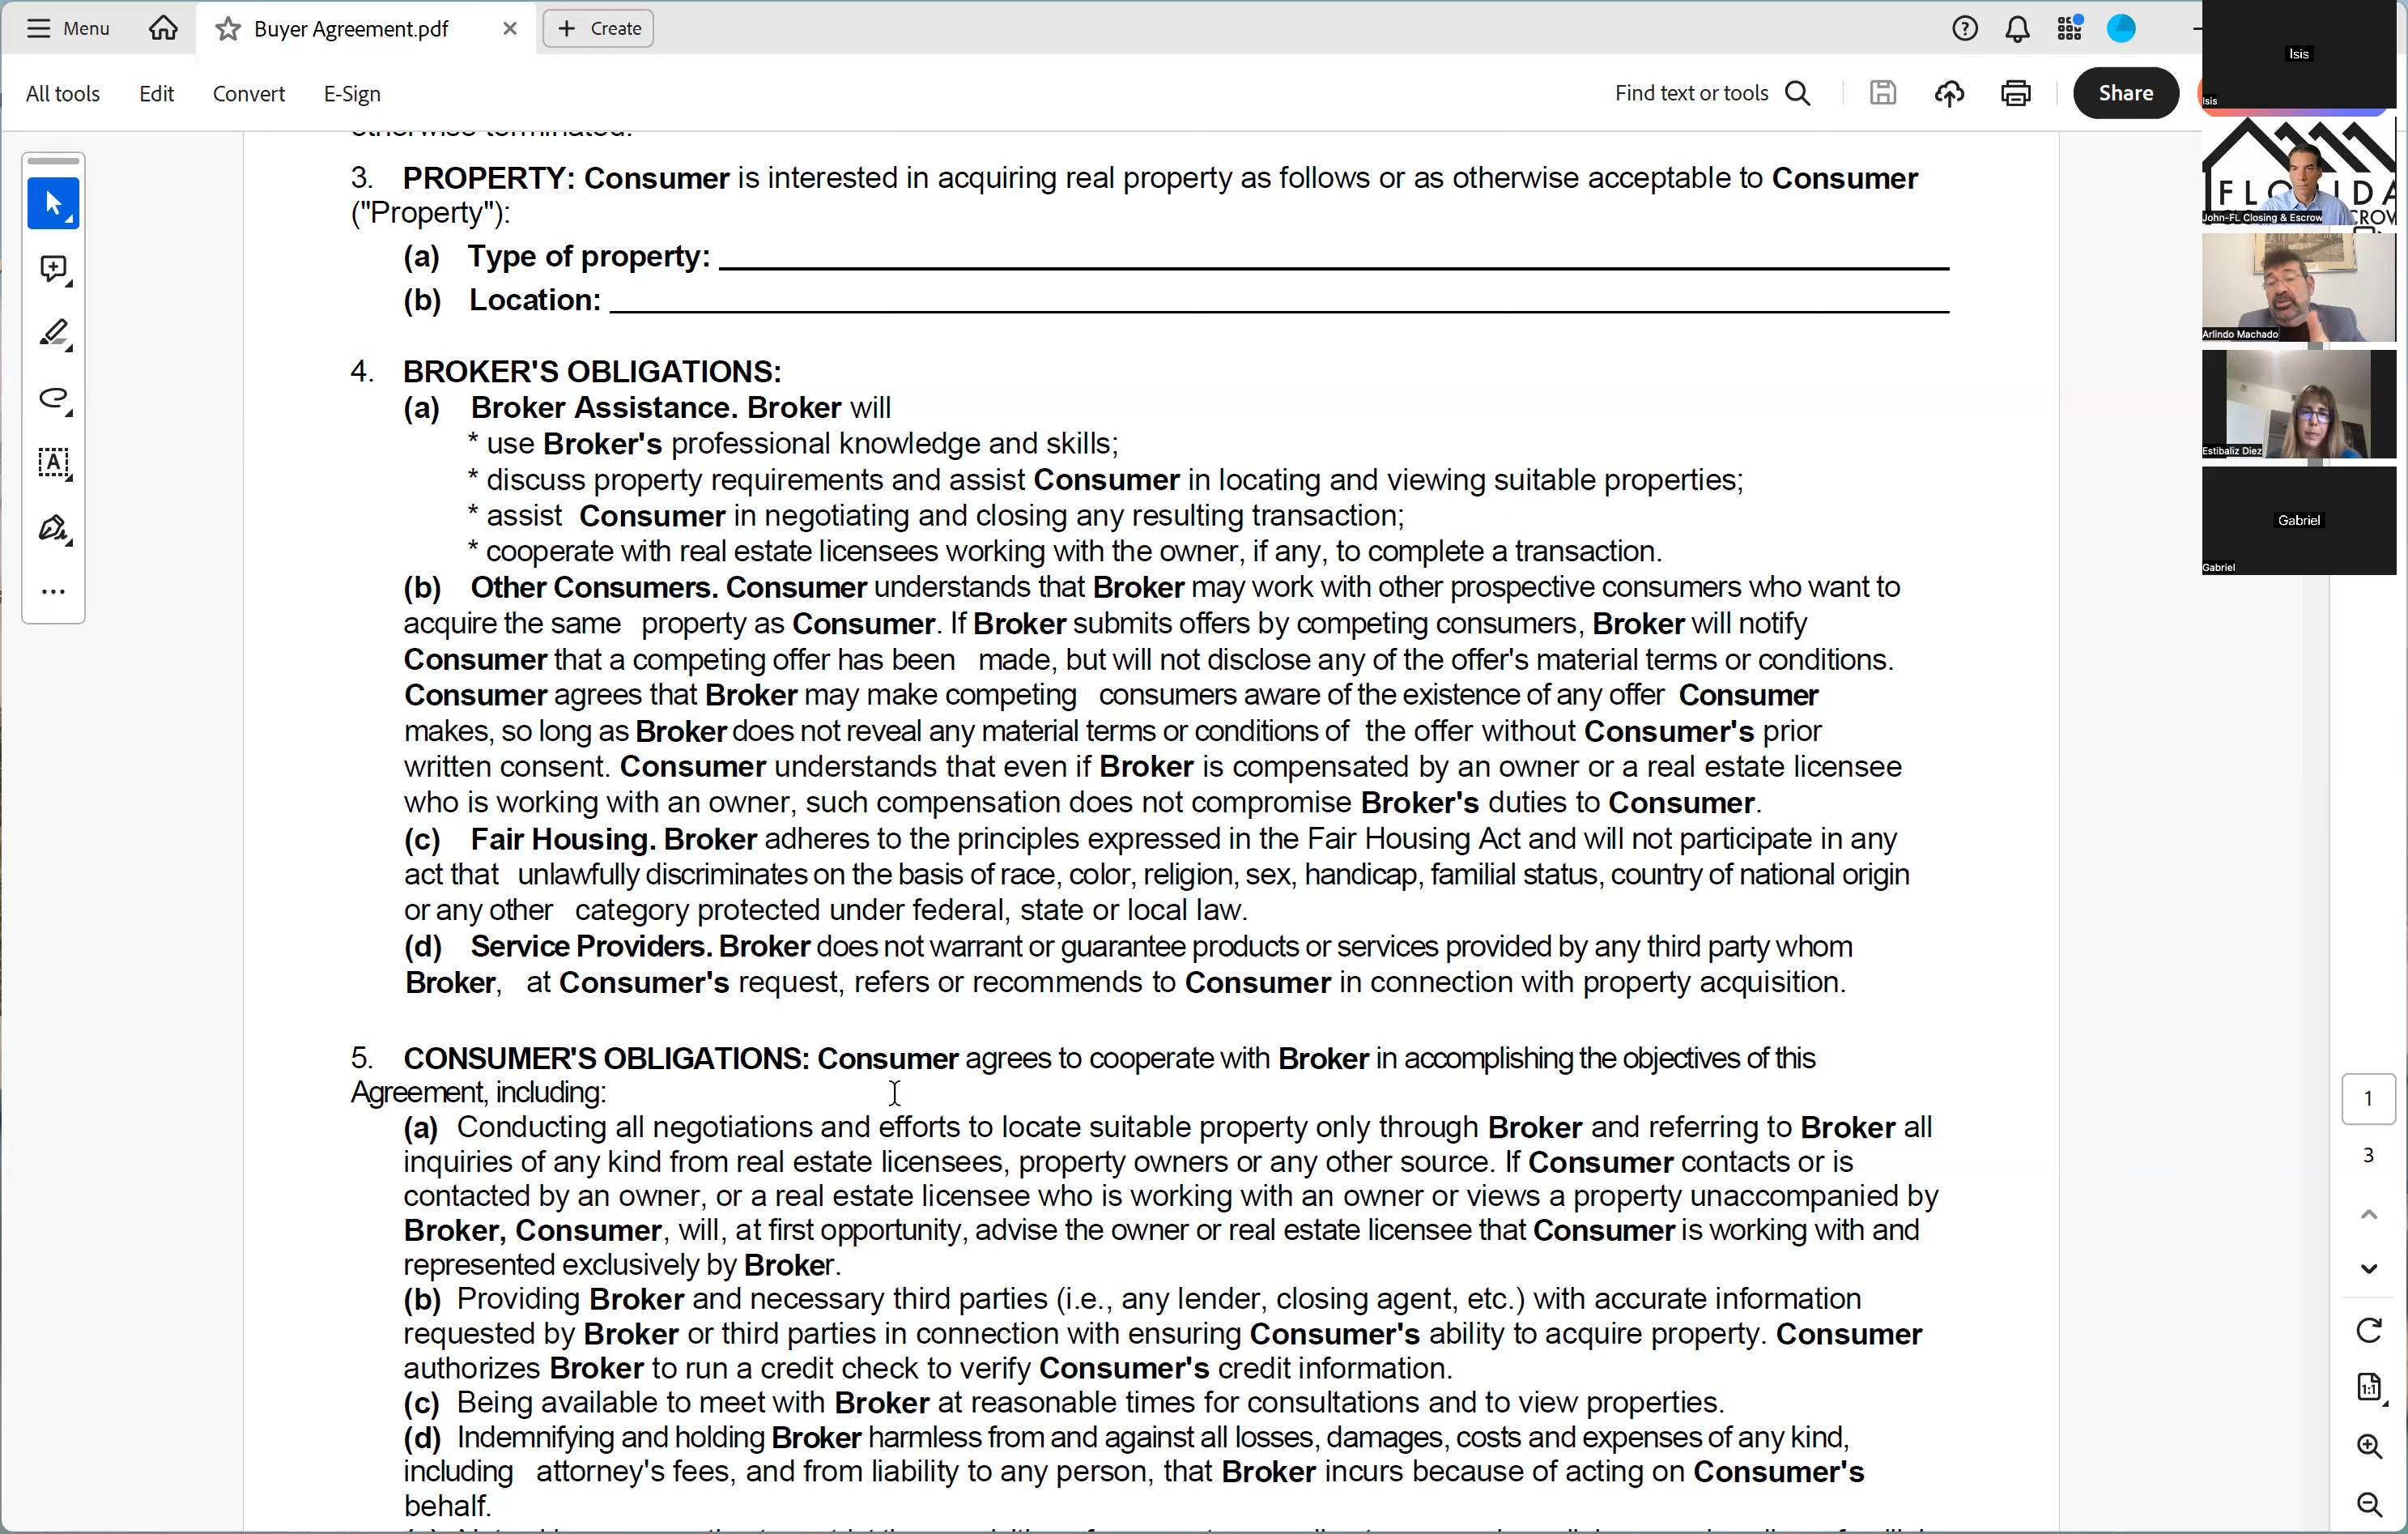 Menu
Buyer Agreement.pdf
Create
All tools
Edit
Convert
E-Sign
Find text or tools
Share
otherwise terminated.
3. PROPERTY: Consumer is interested in acquiring real property as follows or as otherwise acceptable to Consumer
("Property"):
(a) Type of property:
(b) Location:
4. BROKER'S OBLIGATIONS:
(a) Broker Assistance. Broker will
* use Broker's professional knowledge and skills;
* discuss property requirements and assist Consumer in locating and viewing suitable properties;
* assist Consumer in negotiating and closing any resulting transaction;
* cooperate with real estate licensees working with the owner, if any, to complete a transaction.
(b) Other Consumers. Consumer understands that Broker may work with other prospective consumers who want to
acquire the same property as Consumer. If Broker submits offers by competing consumers, Broker will notify
Consumer that a competing offer has been made, but will not disclose any of the offer's material terms or conditions.
Consumer agrees that Broker may make competing consumers aware of the existence of any offer Consumer
makes, so long as Broker does not reveal any material terms or conditions of the offer without Consumer's prior
written consent. Consumer understands that even if Broker is compensated by an owner or a real estate licensee
who is working with an owner, such compensation does not compromise Broker's duties to Consumer.
(c) Fair Housing. Broker adheres to the principles expressed in the Fair Housing Act and will not participate in any
act that unlawfully discriminates on the basis of race, color, religion, sex, handicap, familial status, country of national origin
or any other category protected under federal, state or local law.
(d) Service Providers. Broker does not warrant or guarantee products or services provided by any third party whom
Broker, at Consumer's request, refers or recommends to Consumer in connection with property acquisition.
5. CONSUMER'S OBLIGATIONS: Consumer agrees to cooperate with Broker in accomplishing the objectives of this
Agreement, including:
(a) Conducting all negotiations and efforts to locate suitable property only through Broker and referring to Broker all
inquiries of any kind from real estate licensees, property owners or any other source. If Consumer contacts or is
contacted by an owner, or a real estate licensee who is working with an owner or views a property unaccompanied by
Broker, Consumer, will, at first opportunity, advise the owner or real estate licensee that Consumer is working with and
represented exclusively by Broker.
(b) Providing Broker and necessary third parties (i.e., any lender, closing agent, etc.) with accurate information
requested by Broker or third parties in connection with ensuring Consumer's ability to acquire property. Consumer
authorizes Broker to run a credit check to verify Consumer's credit information.
(c) Being available to meet with Broker at reasonable times for consultations and to view properties.
(d) Indemnifying and holding Broker harmless from and against all losses, damages, costs and expenses of any kind,
including attorney's fees, and from liability to any person, that Broker incurs because of acting on Consumer's
behalf.
Isis
Isis
John-FL Closing & Escrow
Arlindo Machado
Estibaliz Diez
Gabriel
Gabriel
1
3
1:1